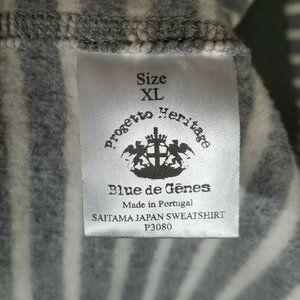 Size
XL
Progetto Heritage
Blue de Gênes
Made in Portugal
SAITAMA JAPAN SWEATSHIRT
P3080